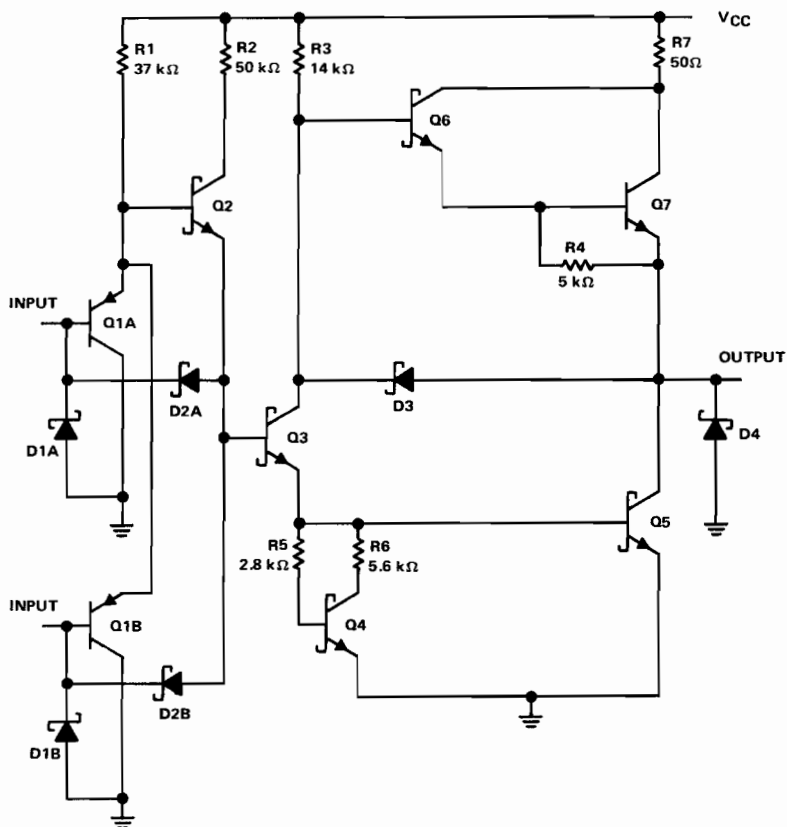 VCC
R1
37 kΩ
R2
50 kΩ
R3
14 kΩ
R7
50Ω
Q6
Q2
Q7
R4
5 kΩ
INPUT
Q1A
OUTPUT
D2A
D3
D1A
Q3
D4
Q5
R5
2.8 kΩ
R6
5.6 kΩ
INPUT
Q1B
Q4
D2B
D1B